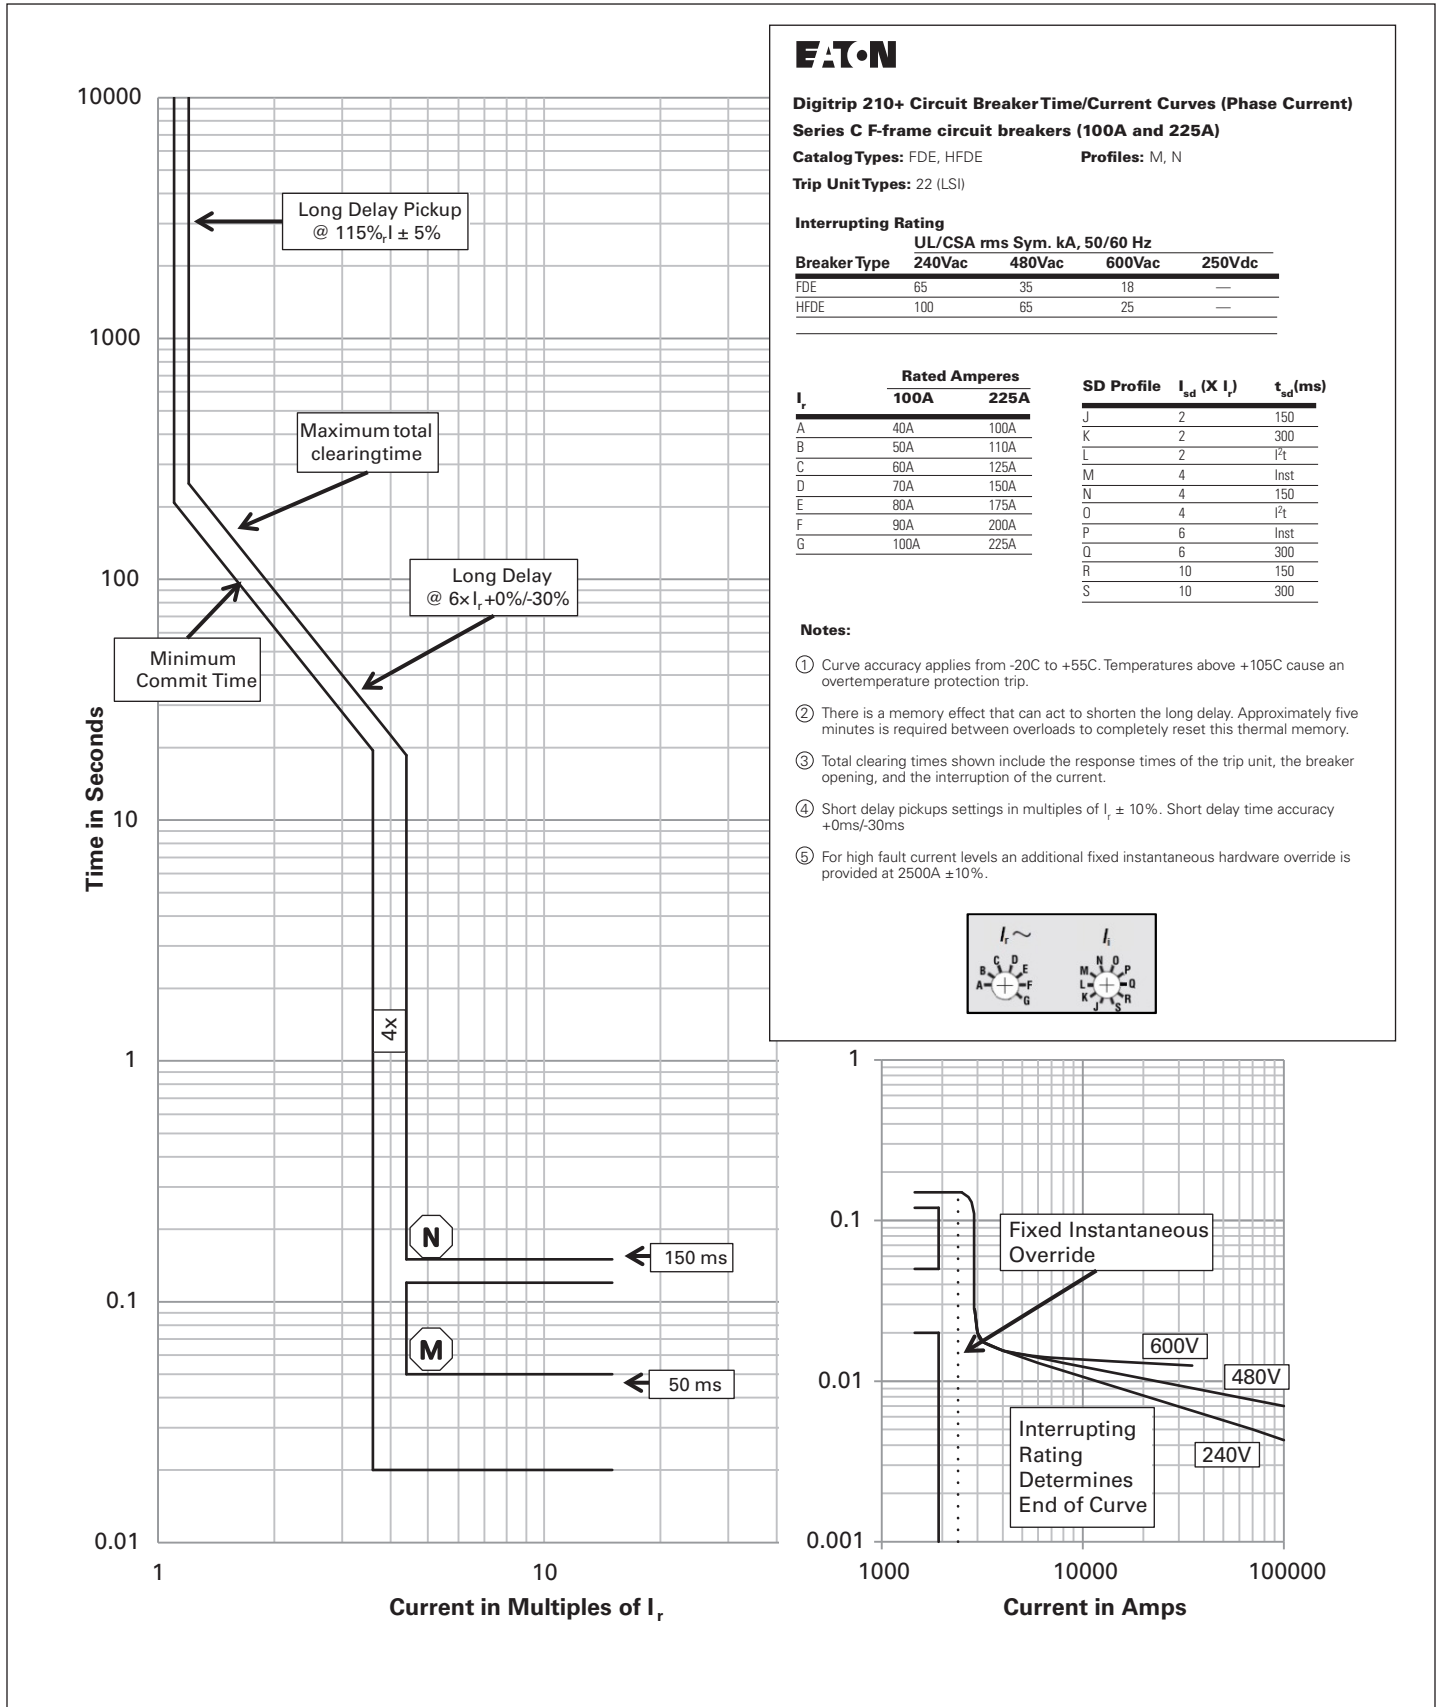 10000
1000
100
10
1
0.1
0.01
1
10
Time in Seconds
Current in Multiples of Ir
Long Delay Pickup
@ 115%rI ± 5%
Maximum total
clearingtime
Long Delay
@ 6×Ir+0%/-30%
Minimum
Commit Time
4x
N
150 ms
M
50 ms
EATON
Digitrip 210+ Circuit Breaker Time/Current Curves (Phase Current)
Series C F-frame circuit breakers (100A and 225A)
Catalog Types: FDE, HFDE Profiles: M, N
Trip Unit Types: 22 (LSI)
Interrupting Rating
UL/CSA rms Sym. kA, 50/60 Hz
Breaker Type 240Vac 480Vac 600Vac 250Vdc
FDE 65 35 18 —
HFDE 100 65 25 —
Rated Amperes
Ir 100A 225A
A 40A 100A
B 50A 110A
C 60A 125A
D 70A 150A
E 80A 175A
F 90A 200A
G 100A 225A
SD Profile Isd (X Ir) tsd(ms)
J 2 150
K 2 300
L 2 I²t
M 4 Inst
N 4 150
O 4 I²t
P 6 Inst
Q 6 300
R 10 150
S 10 300
Notes:
① Curve accuracy applies from -20C to +55C. Temperatures above +105C cause an
overtemperature protection trip.
② There is a memory effect that can act to shorten the long delay. Approximately five
minutes is required between overloads to completely reset this thermal memory.
③ Total clearing times shown include the response times of the trip unit, the breaker
opening, and the interruption of the current.
④ Short delay pickups settings in multiples of Ir ± 10%. Short delay time accuracy
+0ms/-30ms
⑤ For high fault current levels an additional fixed instantaneous hardware override is
provided at 2500A ±10%.
Ir ~
A B C D E F G
Ii
J K L M N O P Q R S
1
0.1
0.01
0.001
1000
10000
100000
Fixed Instantaneous
Override
600V
480V
240V
Interrupting
Rating
Determines
End of Curve
Current in Amps